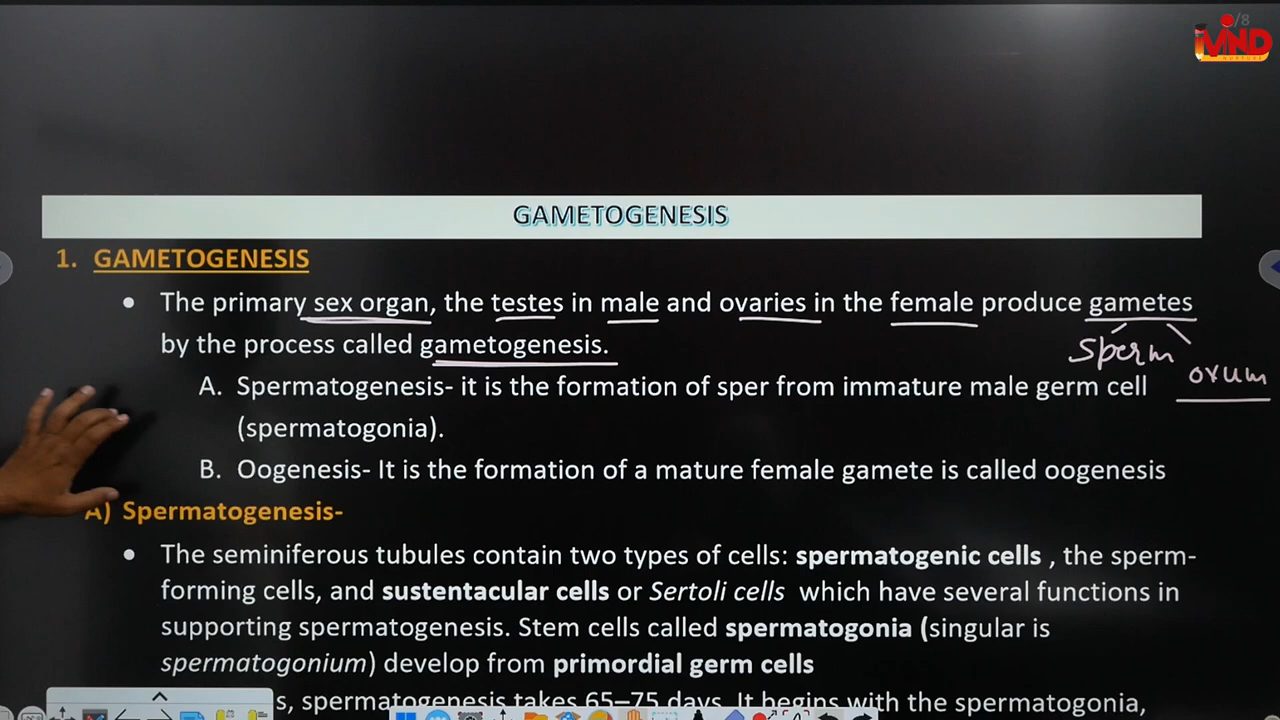 /8
MND
NURTURE
GAMETOGENESIS
1. GAMETOGENESIS
• The primary sex organ, the testes in male and ovaries in the female produce gametes
by the process called gametogenesis.
sperm
ovum
A. Spermatogenesis- it is the formation of sper from immature male germ cell
(spermatogonia).
B. Oogenesis- It is the formation of a mature female gamete is called oogenesis
A) Spermatogenesis-
• The seminiferous tubules contain two types of cells: spermatogenic cells , the sperm-
forming cells, and sustentacular cells or Sertoli cells which have several functions in
supporting spermatogenesis. Stem cells called spermatogonia (singular is
spermatogonium) develop from primordial germ cells
s, spermatogenesis takes 65–75 days. It begins with the spermatogonia,